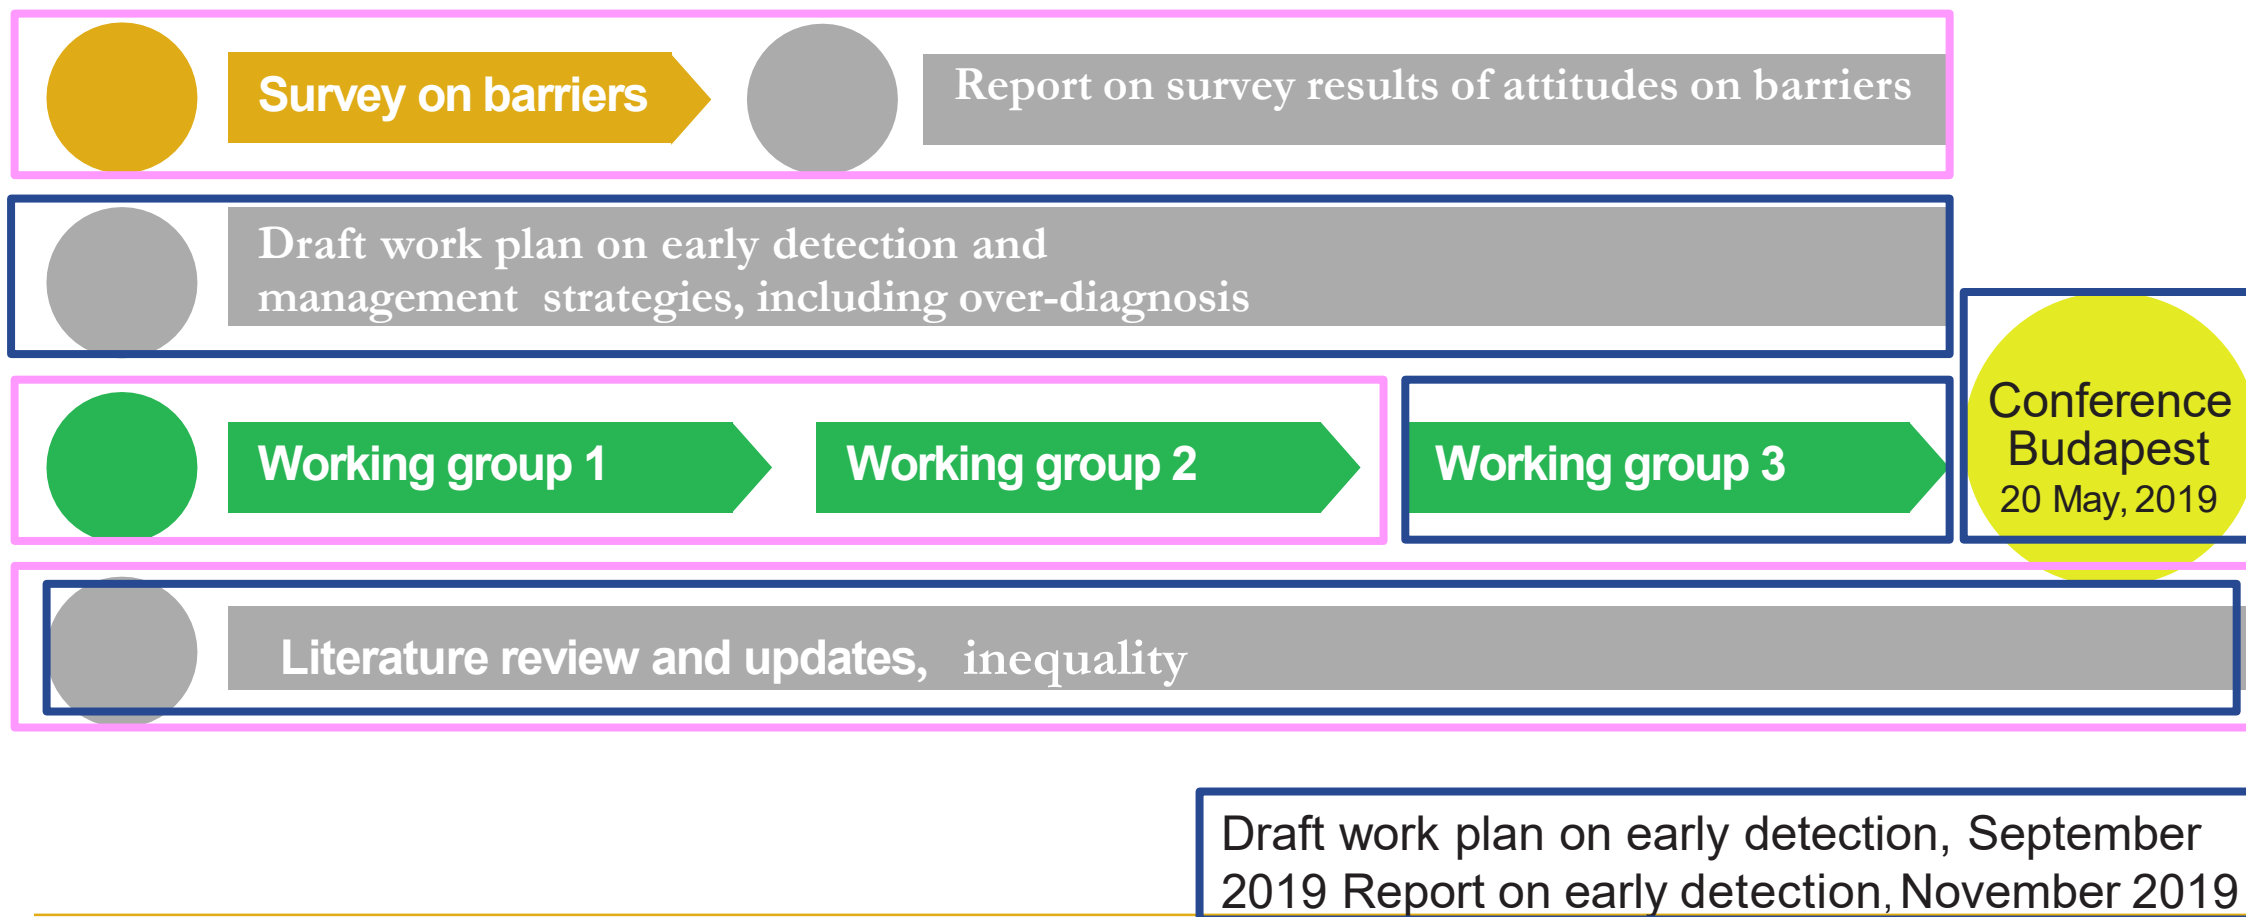 Survey on barriers
Report on survey results of attitudes on barriers
Draft work plan on early detection and
management strategies, including over-diagnosis
Working group 1
Working group 2
Working group 3
Conference
Budapest
20 May, 2019
Literature review and updates, inequality
Draft work plan on early detection, September
2019 Report on early detection, November 2019